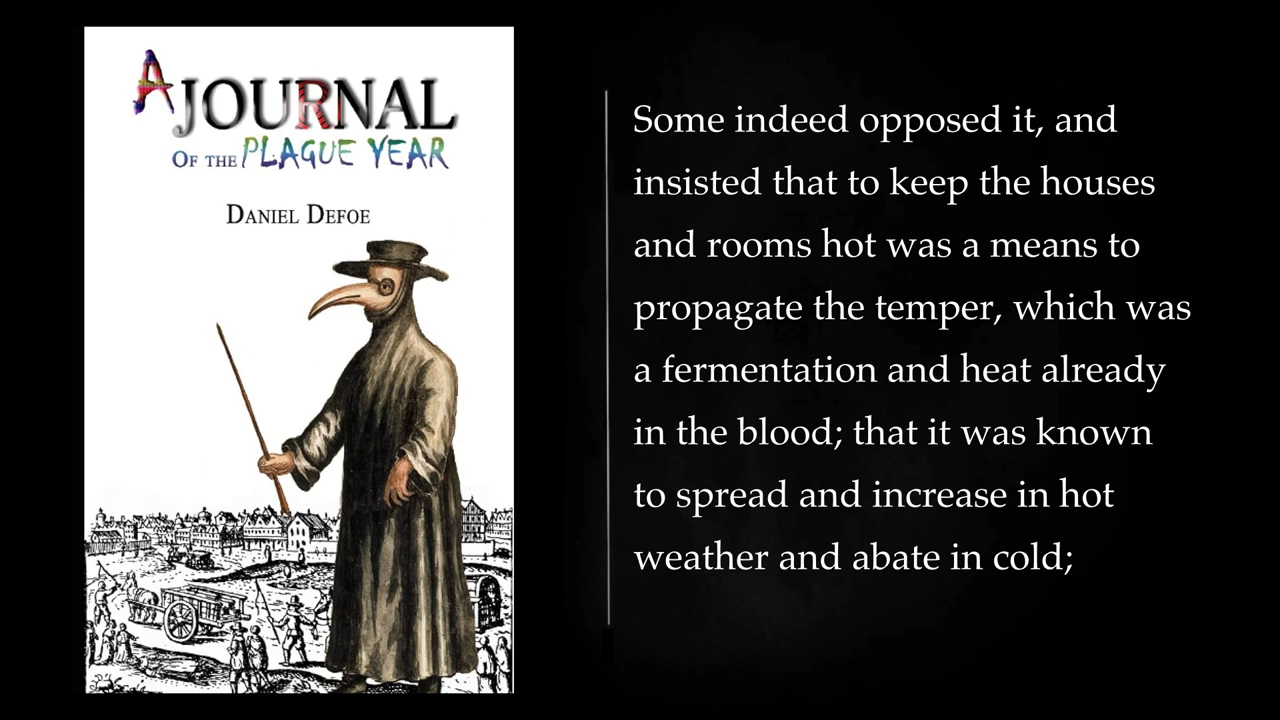 A JOURNAL
OF THE PLAGUE YEAR
DANIEL DEFOE
Some indeed opposed it, and
insisted that to keep the houses
and rooms hot was a means to
propagate the temper, which was
a fermentation and heat already
in the blood; that it was known
to spread and increase in hot
weather and abate in cold;